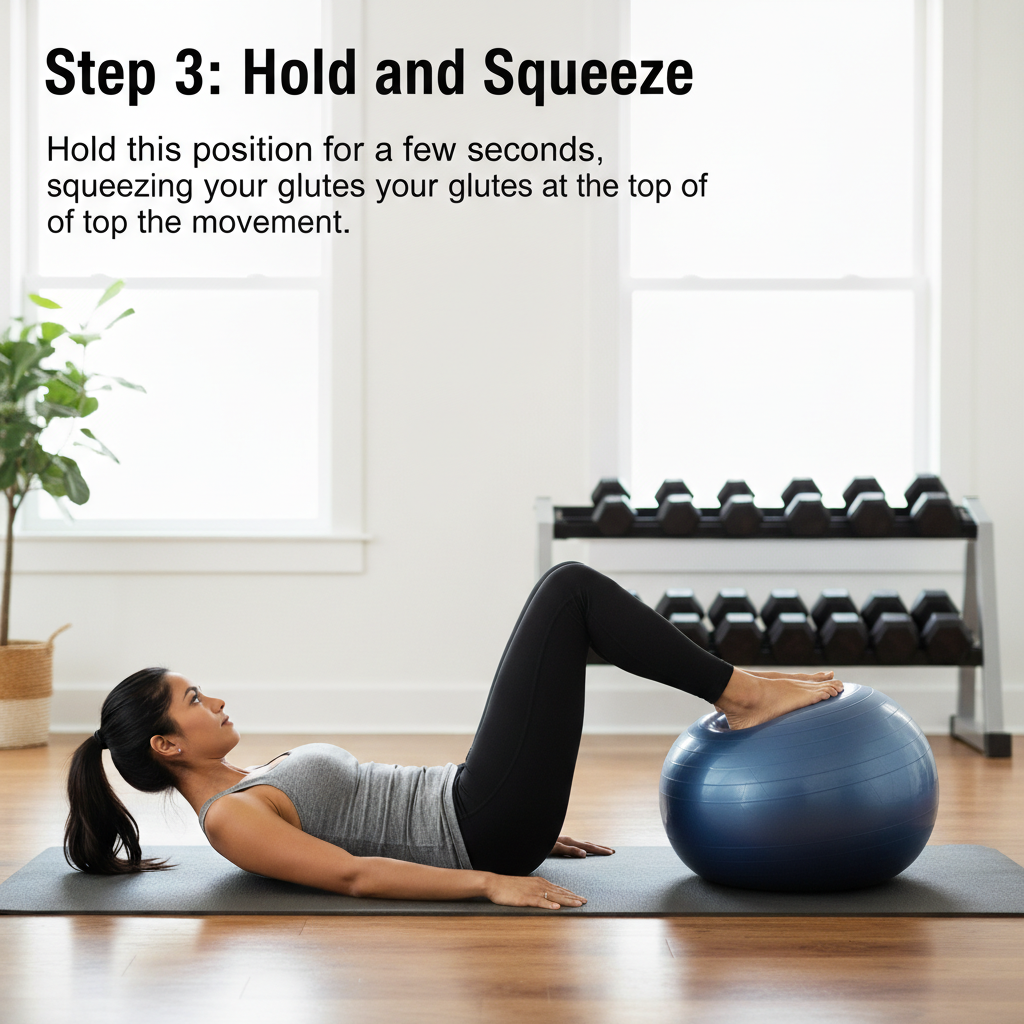 Step 3: Hold and Squeeze
Hold this position for a few seconds,
squeezing your glutes your glutes at the top of
of top the movement.